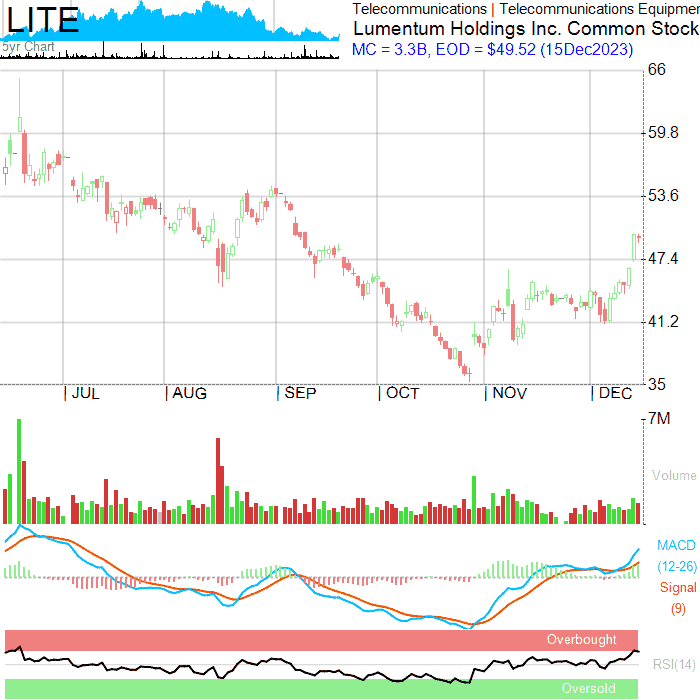 LITE
5yr Chart
Telecommunications | Telecommunications Equipmen
Lumentum Holdings Inc. Common Stock
MC = 3.3B, EOD = $49.52 (15Dec2023)
66
59.8
53.6
47.4
41.2
35
| JUL | AUG | SEP | OCT | NOV | DEC
7M
Volume
MACD
(12-26)
Signal
(9)
Overbought
RSI(14)
Oversold